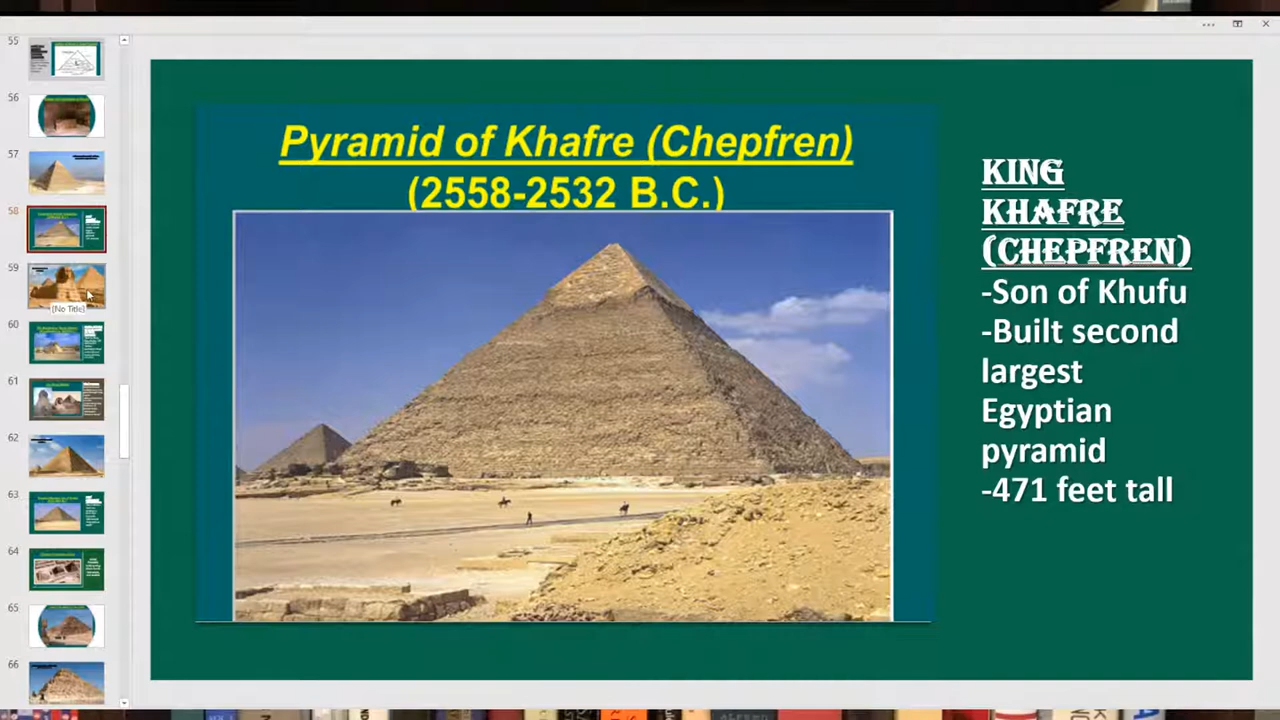 55
56
57
58
59
[No Title]
60
61
62
63
64
65
66
Pyramid of Khafre (Chepfren)
(2558-2532 B.C.)
KING
KHAFRE
(CHEPFREN)
-Son of Khufu
-Built second
largest
Egyptian
pyramid
-471 feet tall